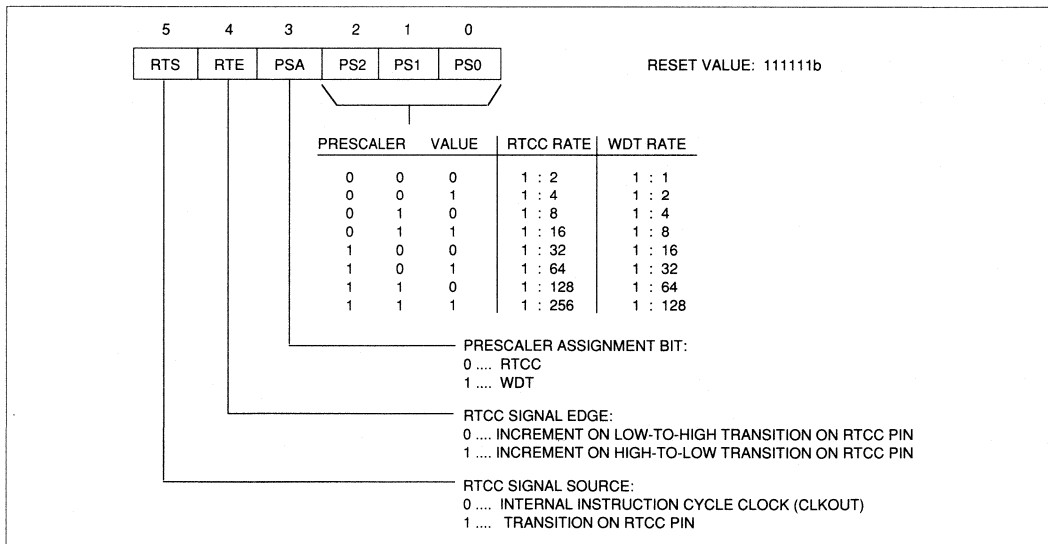 5 4 3 2 1 0
RTS RTE PSA PS2 PS1 PS0 RESET VALUE: 111111b
PRESCALER VALUE RTCC RATE WDT RATE
0 0 0 1 : 2 1 : 1
0 0 1 1 : 4 1 : 2
0 1 0 1 : 8 1 : 4
0 1 1 1 : 16 1 : 8
1 0 0 1 : 32 1 : 16
1 0 1 1 : 64 1 : 32
1 1 0 1 : 128 1 : 64
1 1 1 1 : 256 1 : 128
PRESCALER ASSIGNMENT BIT:
0 .... RTCC
1 .... WDT
RTCC SIGNAL EDGE:
0 .... INCREMENT ON LOW-TO-HIGH TRANSITION ON RTCC PIN
1 .... INCREMENT ON HIGH-TO-LOW TRANSITION ON RTCC PIN
RTCC SIGNAL SOURCE:
0 .... INTERNAL INSTRUCTION CYCLE CLOCK (CLKOUT)
1 .... TRANSITION ON RTCC PIN